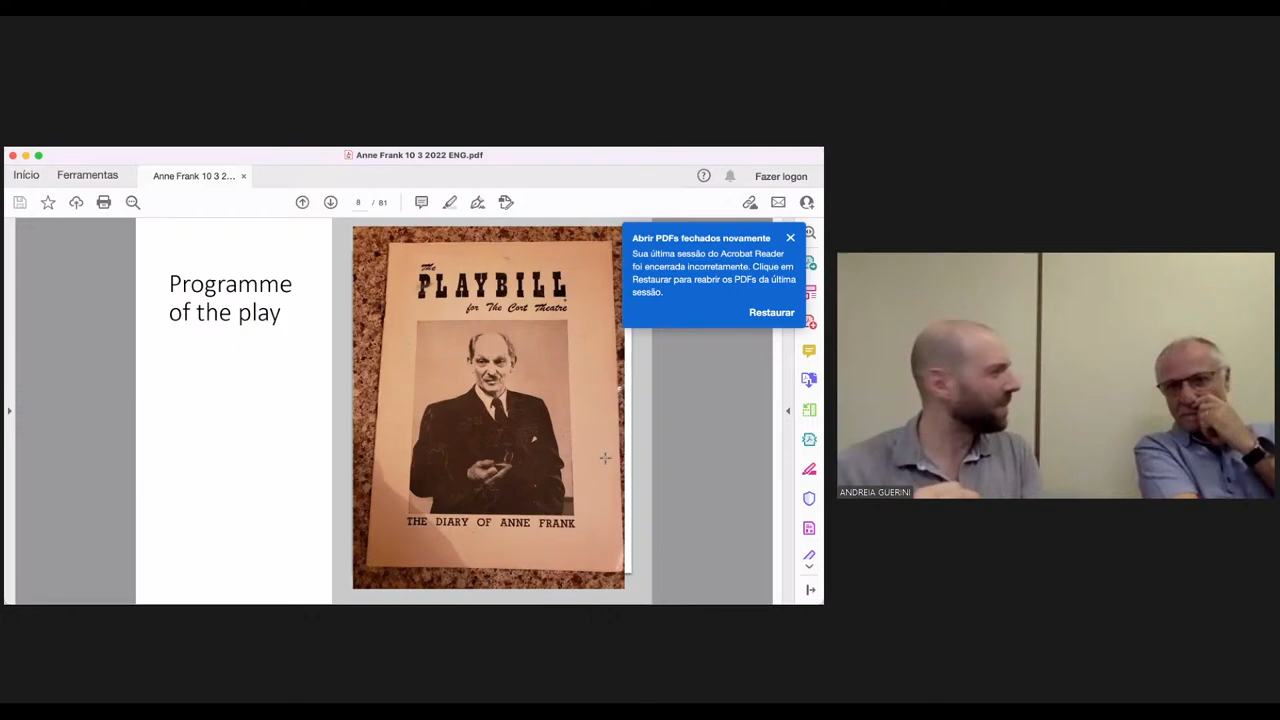 Anne Frank 10 3 2022 ENG.pdf
Início
Ferramentas
Anne Frank 10 3 2...
Fazer logon
8 / 81
Programme
of the play
The
PLAYBILL
for The Cort Theatre
THE DIARY OF ANNE FRANK
Abrir PDFs fechados novamente
Sua última sessão do Acrobat Reader
foi encerrada incorretamente. Clique em
Restaurar para reabrir os PDFs da última
sessão.
Restaurar
ANDREIA GUERINI